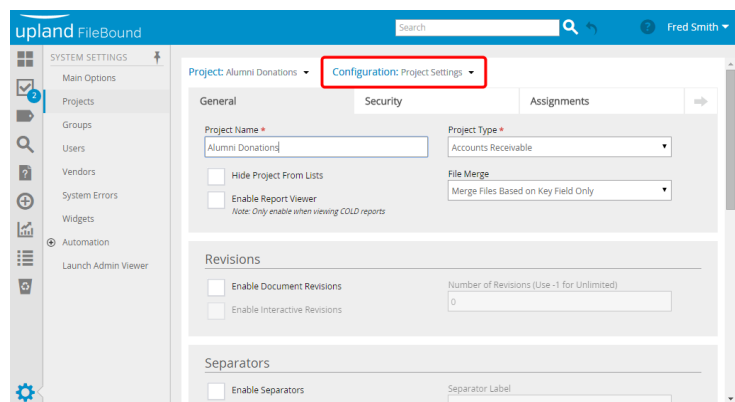 upland FileBound
Search
?
Fred Smith
SYSTEM SETTINGS
Main Options
2
Projects
Groups
Users
Vendors
?
System Errors
Widgets
Automation
Launch Admin Viewer
Project: Alumni Donations
Configuration: Project Settings
General
Security
Assignments
Project Name *
Alumni Donations
Project Type *
Accounts Receivable
Hide Project From Lists
File Merge
Merge Files Based on Key Field Only
Enable Report Viewer
Note: Only enable when viewing COLD reports
Revisions
Enable Document Revisions
Number of Revisions (Use -1 for Unlimited)
0
Enable Interactive Revisions
Separators
Enable Separators
Separator Label